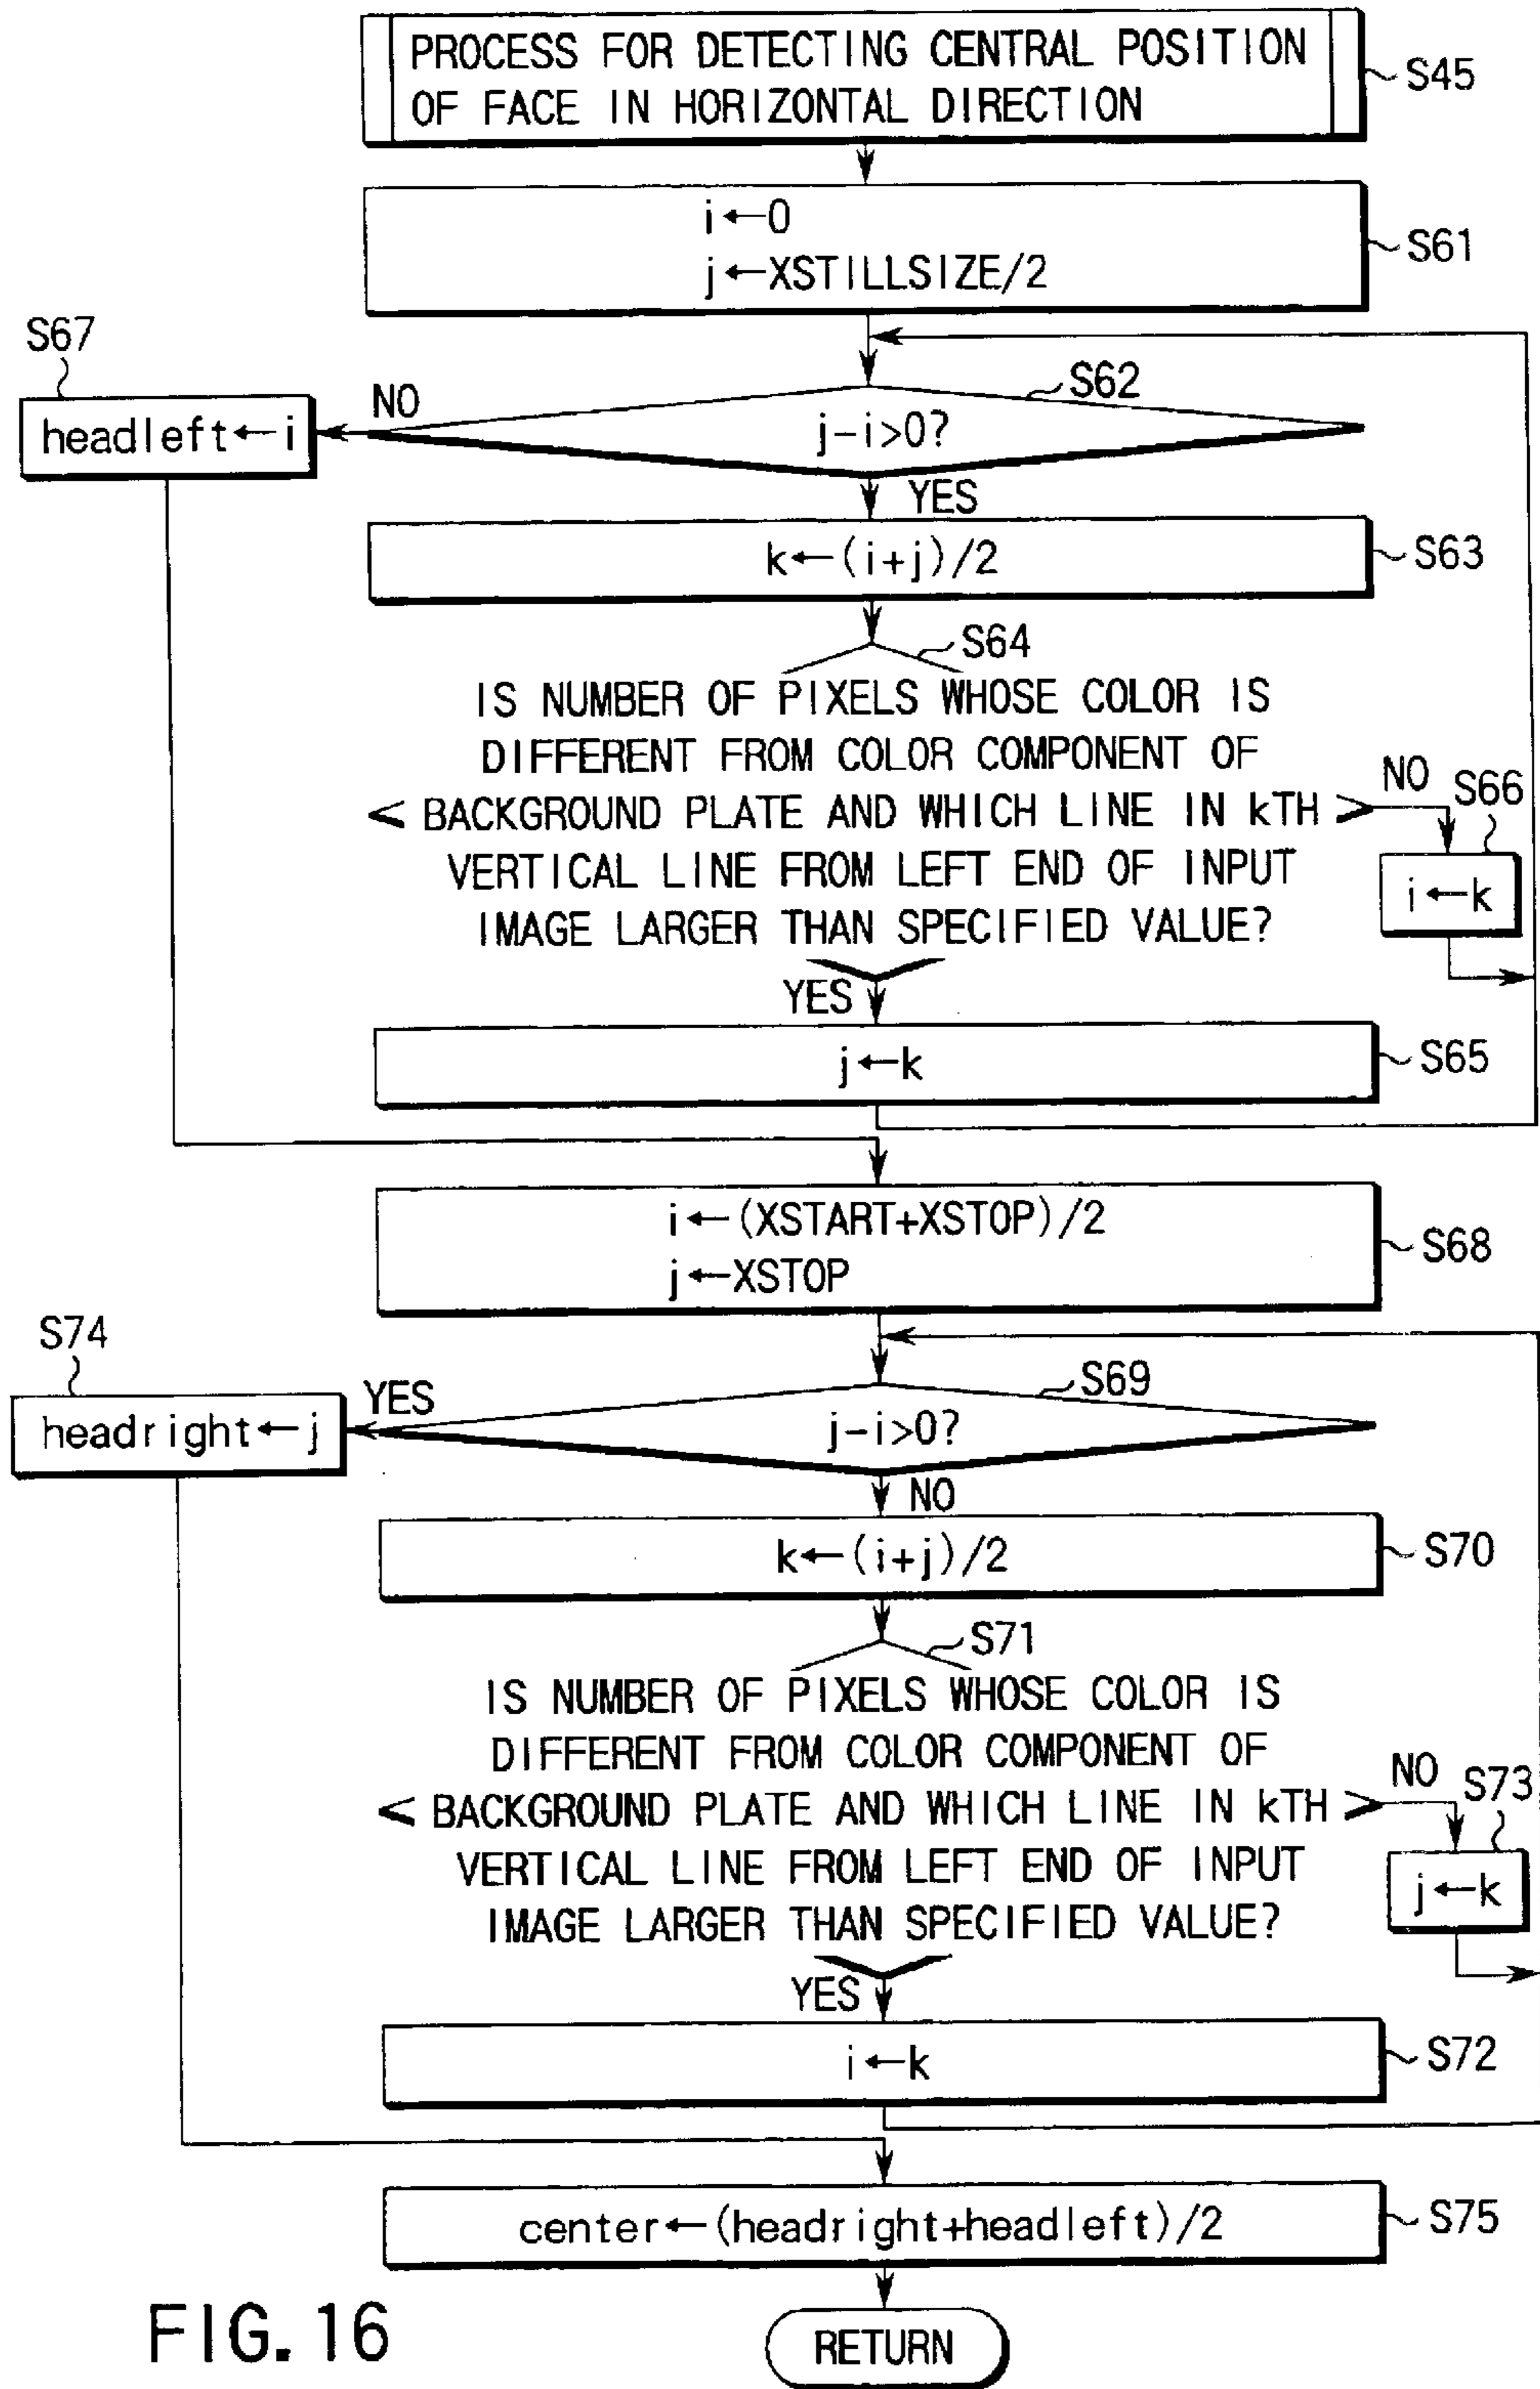 PROCESS FOR DETECTING CENTRAL POSITION
OF FACE IN HORIZONTAL DIRECTION
S45
i←0
j←XSTILLSIZE/2
S61
S67
headleft←i
NO
S62
j-i>0?
YES
k←(i+j)/2
S63
S64
IS NUMBER OF PIXELS WHOSE COLOR IS
DIFFERENT FROM COLOR COMPONENT OF
BACKGROUND PLATE AND WHICH LINE IN kTH
VERTICAL LINE FROM LEFT END OF INPUT
IMAGE LARGER THAN SPECIFIED VALUE?
NO
S66
i←k
YES
j←k
S65
i←(XSTART+XSTOP)/2
j←XSTOP
S68
S74
headright←j
YES
S69
j-i>0?
NO
k←(i+j)/2
S70
S71
IS NUMBER OF PIXELS WHOSE COLOR IS
DIFFERENT FROM COLOR COMPONENT OF
BACKGROUND PLATE AND WHICH LINE IN kTH
VERTICAL LINE FROM LEFT END OF INPUT
IMAGE LARGER THAN SPECIFIED VALUE?
NO
S73
j←k
YES
i←k
S72
center←(headright+headleft)/2
S75
RETURN
FIG. 16